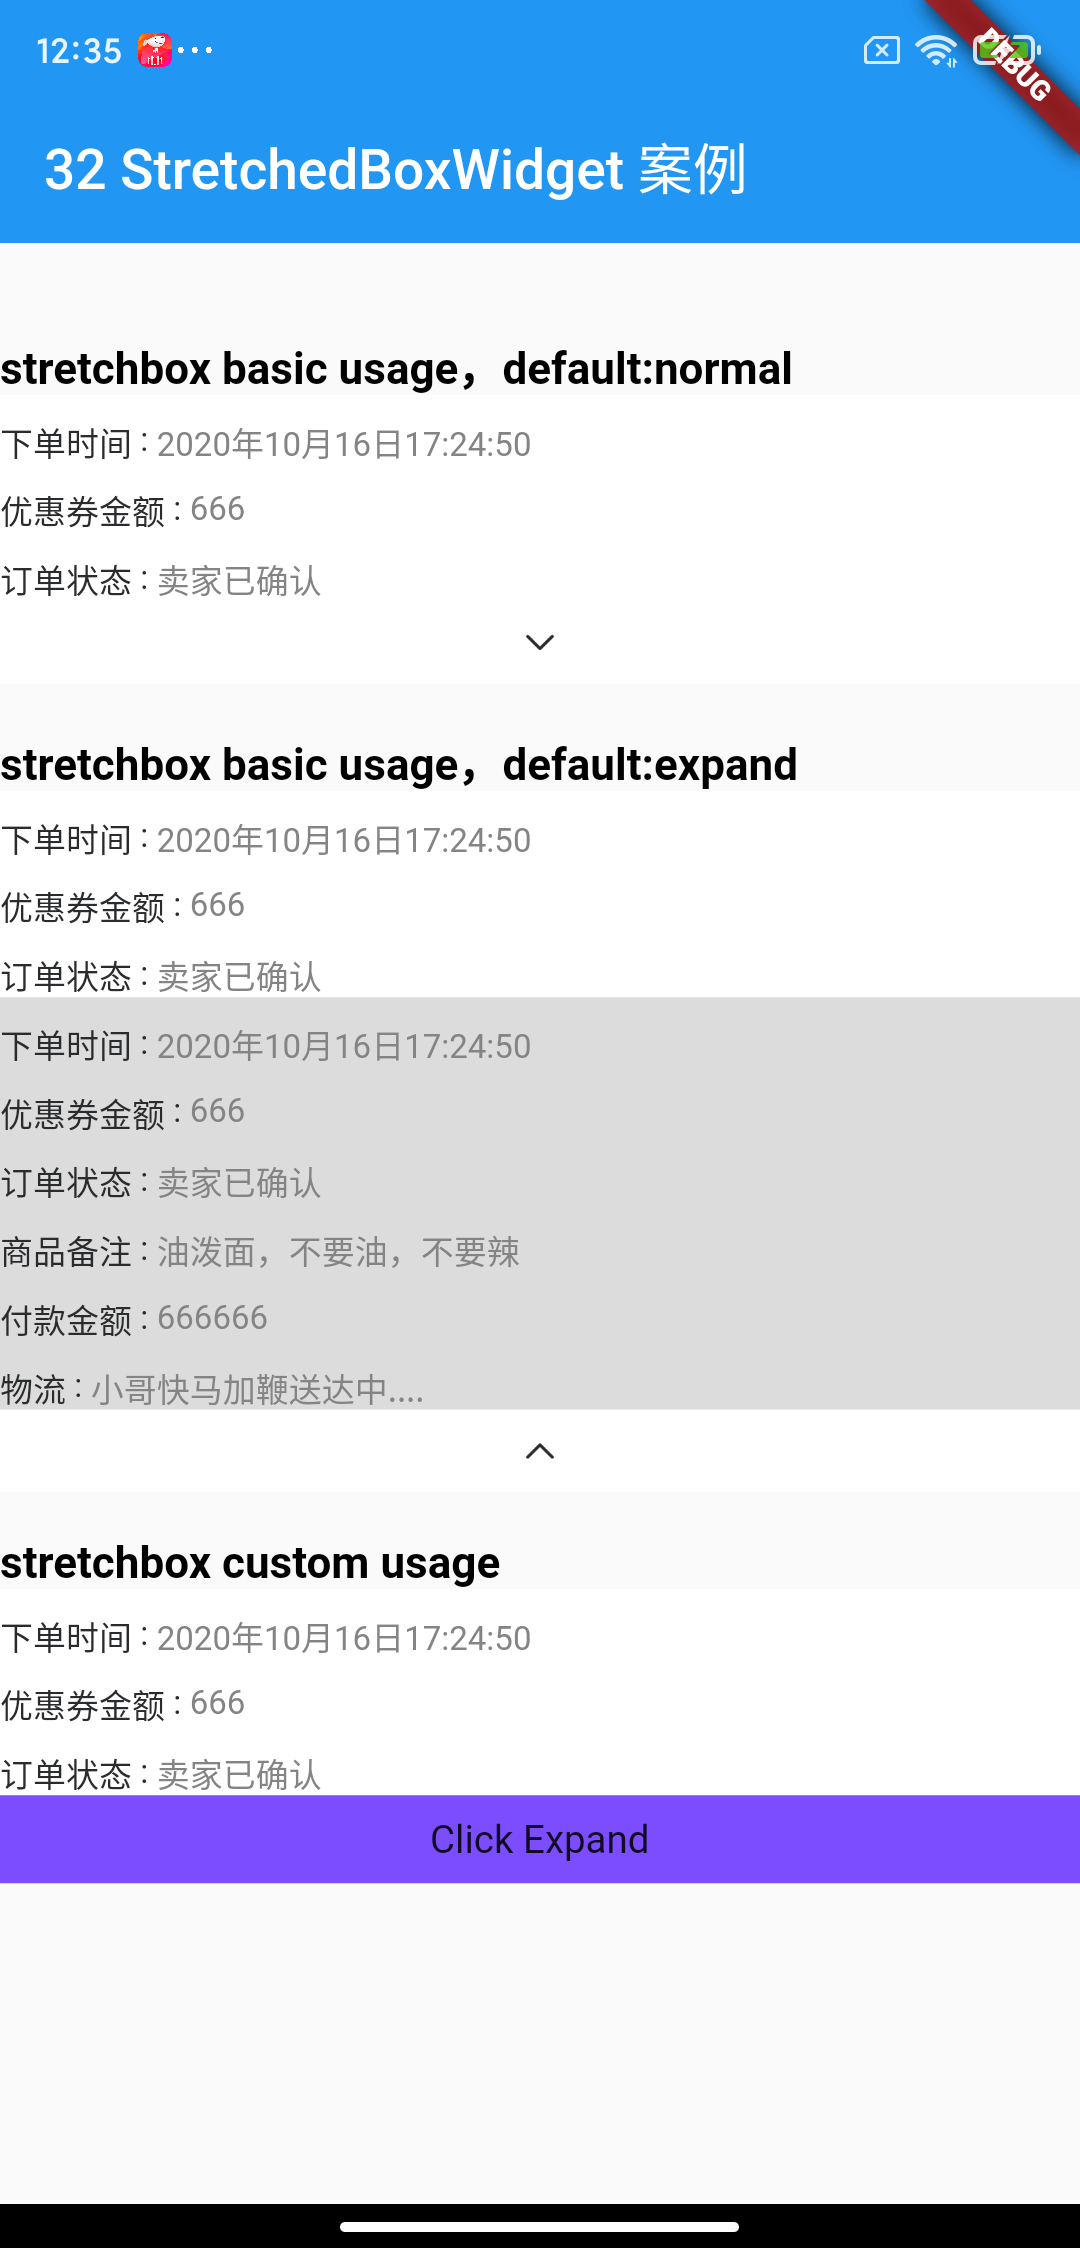 12:35
DEBUG
32 StretchedBoxWidget 案例
stretchbox basic usage，default:normal
下单时间 : 2020年10月16日17:24:50
优惠券金额 : 666
订单状态 : 卖家已确认
stretchbox basic usage，default:expand
下单时间 : 2020年10月16日17:24:50
优惠券金额 : 666
订单状态 : 卖家已确认
下单时间 : 2020年10月16日17:24:50
优惠券金额 : 666
订单状态 : 卖家已确认
商品备注 : 油泼面，不要油，不要辣
付款金额 : 666666
物流 : 小哥快马加鞭送达中....
stretchbox custom usage
下单时间 : 2020年10月16日17:24:50
优惠券金额 : 666
订单状态 : 卖家已确认
Click Expand